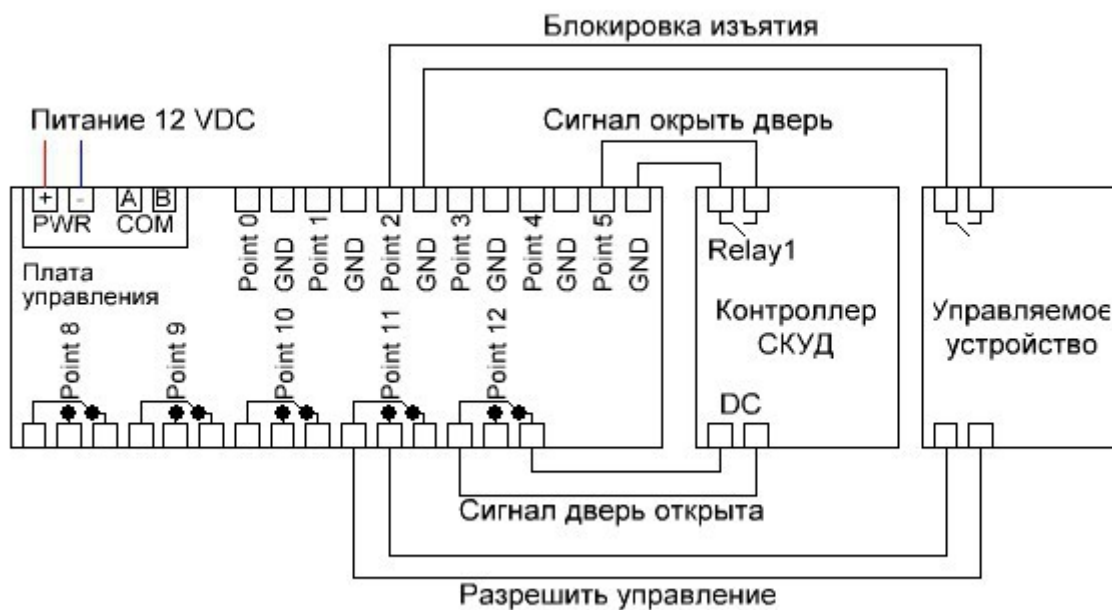 Блокировка изъятия
Питание 12 VDC
Сигнал окрыть дверь
+ - A B
PWR COM
Point 0
GND
Point 1
GND
Point 2
GND
Point 3
GND
Point 4
GND
Point 5
GND
Relay1
Плата
управления
Контроллер
СКУД
Управляемое
устройство
Point 8
Point 9
Point 10
Point 11
Point 12
DC
Сигнал дверь открыта
Разрешить управление